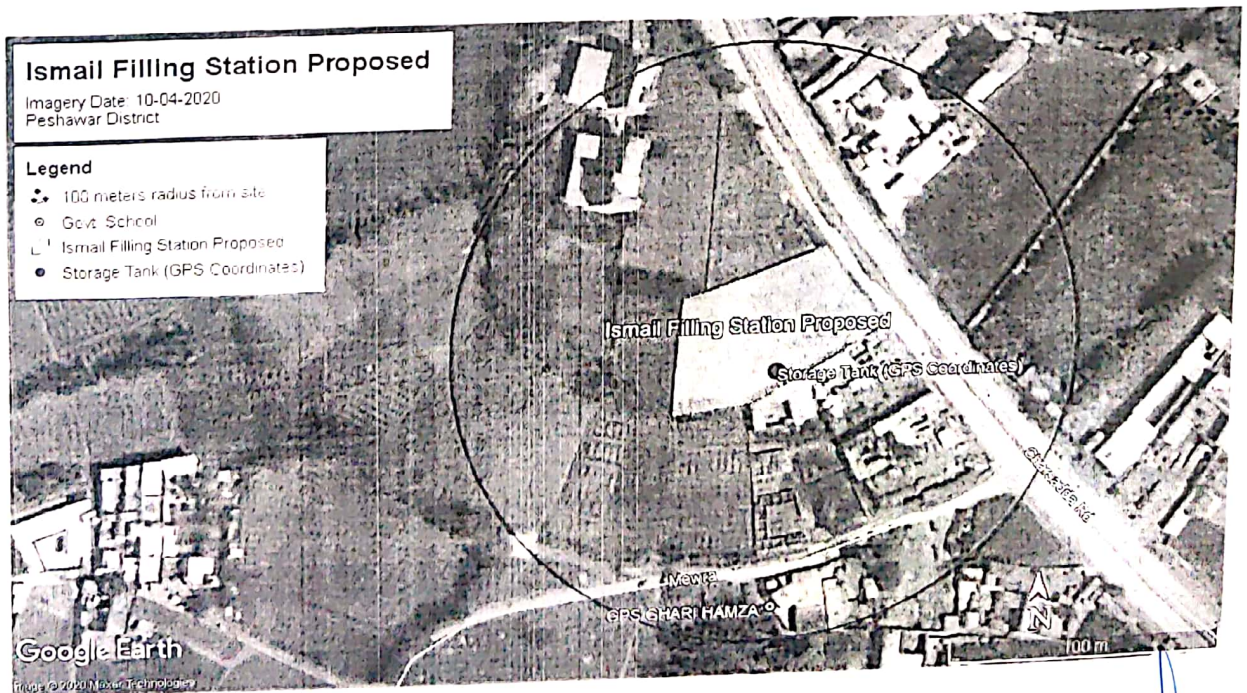 Ismail Filling Station Proposed
Imagery Date: 10-04-2020
Peshawar District
Legend
100 meters radius from site
Govt. School
Ismail Filling Station Proposed
Storage Tank (GPS Coordinates)
Ismail Filling Station Proposed
Storage Tank (GPS Coordinates)
Mewra
GPS GHARI HAMZA
N
100 m
Google Earth
Image © 2020 Maxar Technologies